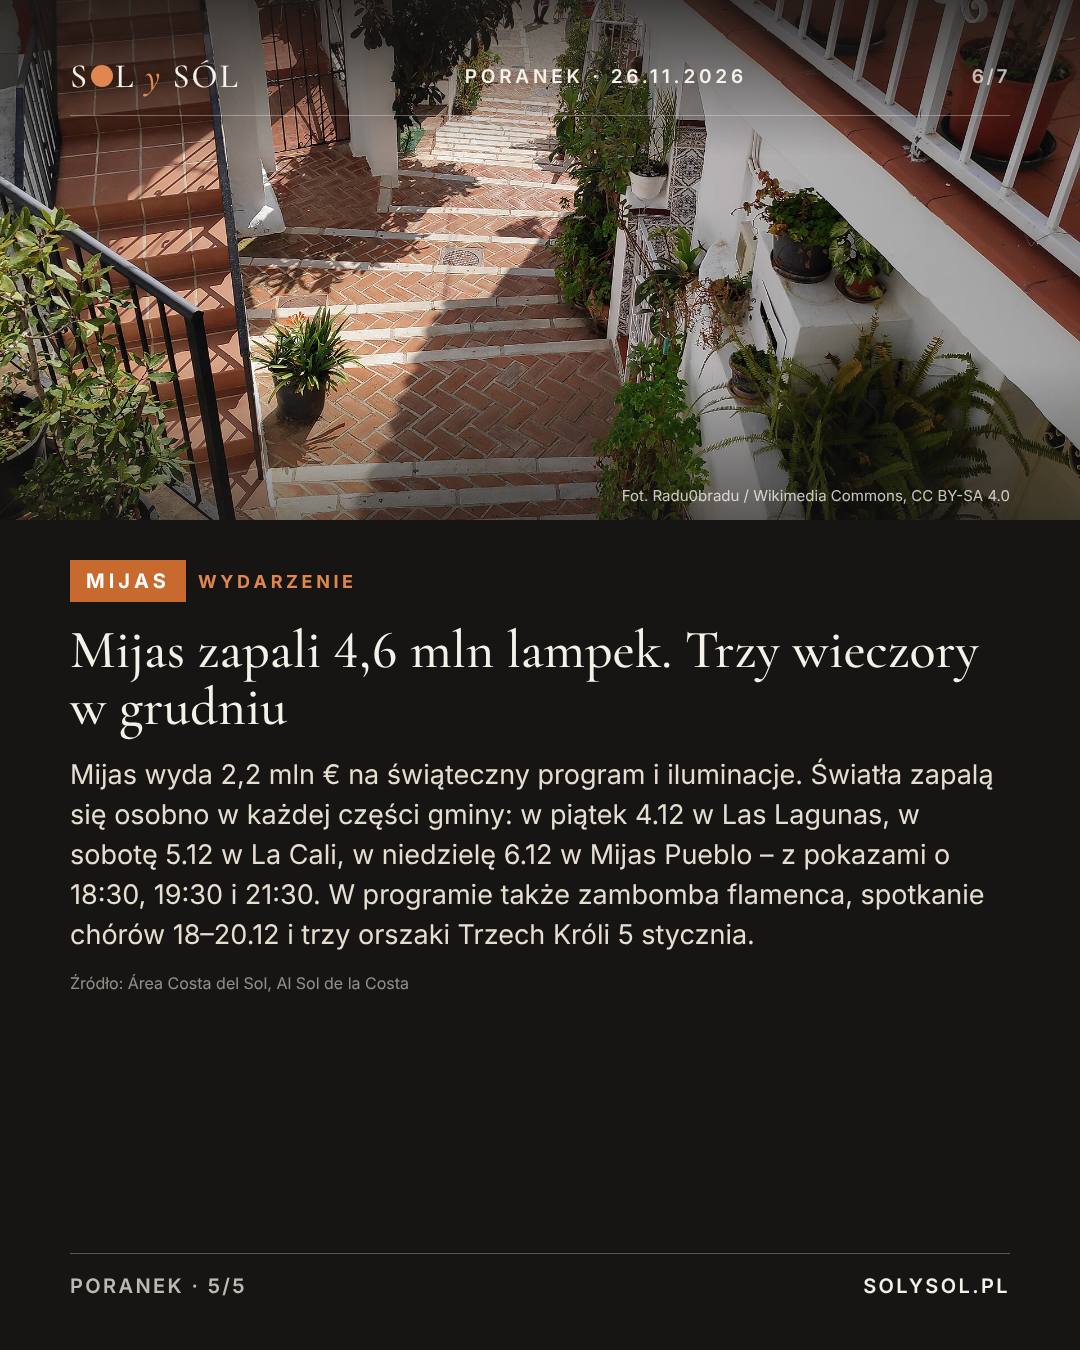 SOL y SÓL
PORANEK · 26.11.2026
6/7
Fot. Radu0bradu / Wikimedia Commons, CC BY-SA 4.0
MIJAS WYDARZENIE
Mijas zapali 4,6 mln lampek. Trzy wieczory
w grudniu
Mijas wyda 2,2 mln € na świąteczny program i iluminacje. Światła zapalą
się osobno w każdej części gminy: w piątek 4.12 w Las Lagunas, w
sobotę 5.12 w La Cali, w niedzielę 6.12 w Mijas Pueblo – z pokazami o
18:30, 19:30 i 21:30. W programie także zambomba flamenca, spotkanie
chórów 18–20.12 i trzy orszaki Trzech Króli 5 stycznia.
Źródło: Área Costa del Sol, Al Sol de la Costa
PORANEK · 5/5
SOLYSOL.PL